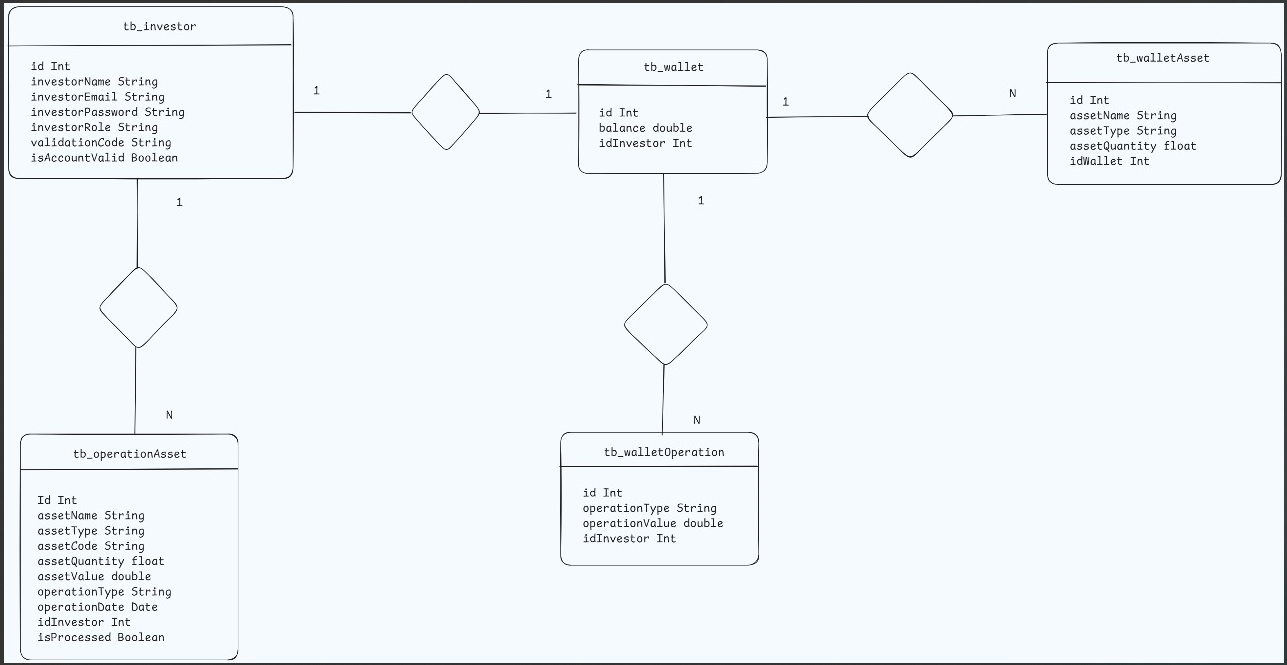 tb_investor
id Int
investorName String
investorEmail String
investorPassword String
investorRole String
validationCode String
isAccountValid Boolean
1
1
tb_wallet
id Int
balance double
idInvestor Int
1
N
tb_walletAsset
id Int
assetName String
assetType String
assetQuantity float
idWallet Int
1
N
tb_operationAsset
Id Int
assetName String
assetType String
assetCode String
assetQuantity float
assetValue double
operationType String
operationDate Date
idInvestor Int
isProcessed Boolean
1
N
tb_walletOperation
id Int
operationType String
operationValue double
idInvestor Int